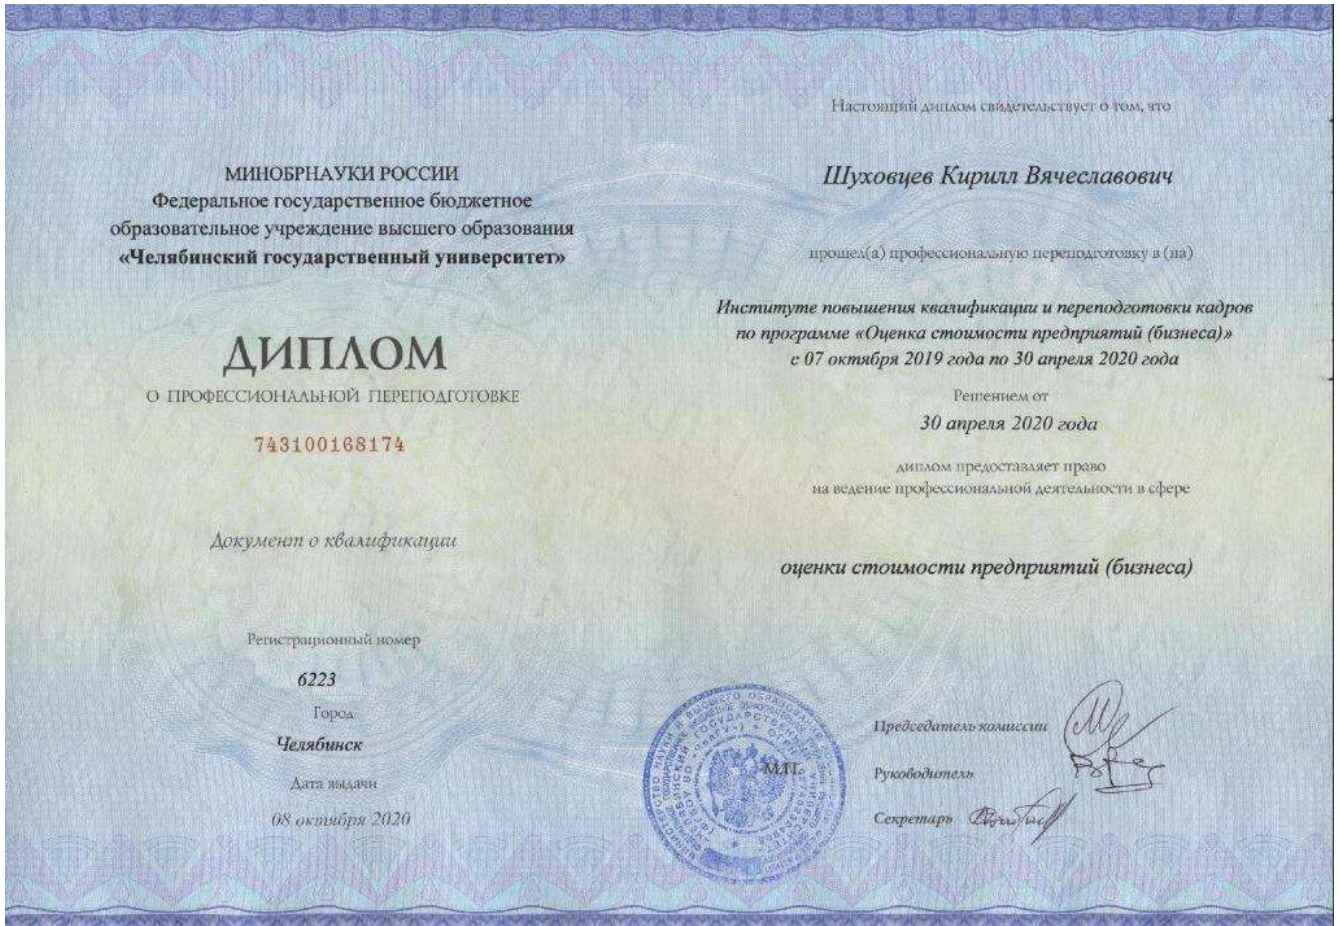 МИНОБРНАУКИ РОССИИ
Федеральное государственное бюджетное
образовательное учреждение высшего образования
«Челябинский государственный университет»
ДИПЛОМ
О ПРОФЕССИОНАЛЬНОЙ ПЕРЕПОДГОТОВКЕ
743100168174
Документ о квалификации
Регистрационный номер
6223
Город
Челябинск
Дата выдачи
08 октября 2020
Настоящий диплом свидетельствует о том, что
Шуховцев Кирилл Вячеславович
прошел(а) профессиональную переподготовку в (на)
Институте повышения квалификации и переподготовки кадров
по программе «Оценка стоимости предприятий (бизнеса)»
с 07 октября 2019 года по 30 апреля 2020 года
Решением от
30 апреля 2020 года
диплом предоставляет право
на ведение профессиональной деятельности в сфере
оценки стоимости предприятий (бизнеса)
М.П.
Председатель комиссии
Руководитель
Секретарь